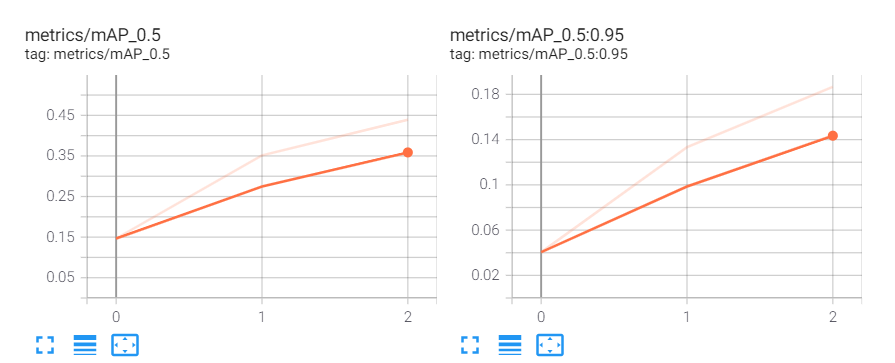 metrics/mAP_0.5
tag: metrics/mAP_0.5
0.45
0.35
0.25
0.15
0.05
0 1 2
metrics/mAP_0.5:0.95
tag: metrics/mAP_0.5:0.95
0.18
0.14
0.1
0.06
0.02
0 1 2